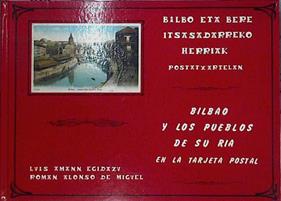 BILBO ETA BERE
ITSASADARREKO
HERRIAK
POSTATXARTELAN
BILBAO
Y LOS PUEBLOS
DE SU RIA
EN LA TARJETA POSTAL
LUIS AMANN EGIDAZU
ROMAN ALONSO DE MIGUEL